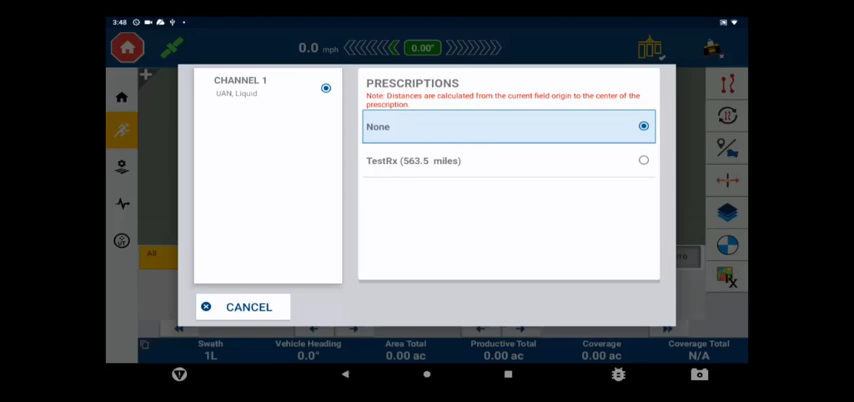 3:48
0.0 mph
0.00°
CHANNEL 1
UAN, Liquid
PRESCRIPTIONS
Note: Distances are calculated from the current field origin to the center of the
prescription.
None
TestRx (563.5 miles)
All
CANCEL
Swath
1L
Vehicle Heading
0.0°
Area Total
0.00 ac
Productive Total
0.00 ac
Coverage
0.00 ac
Coverage Total
N/A